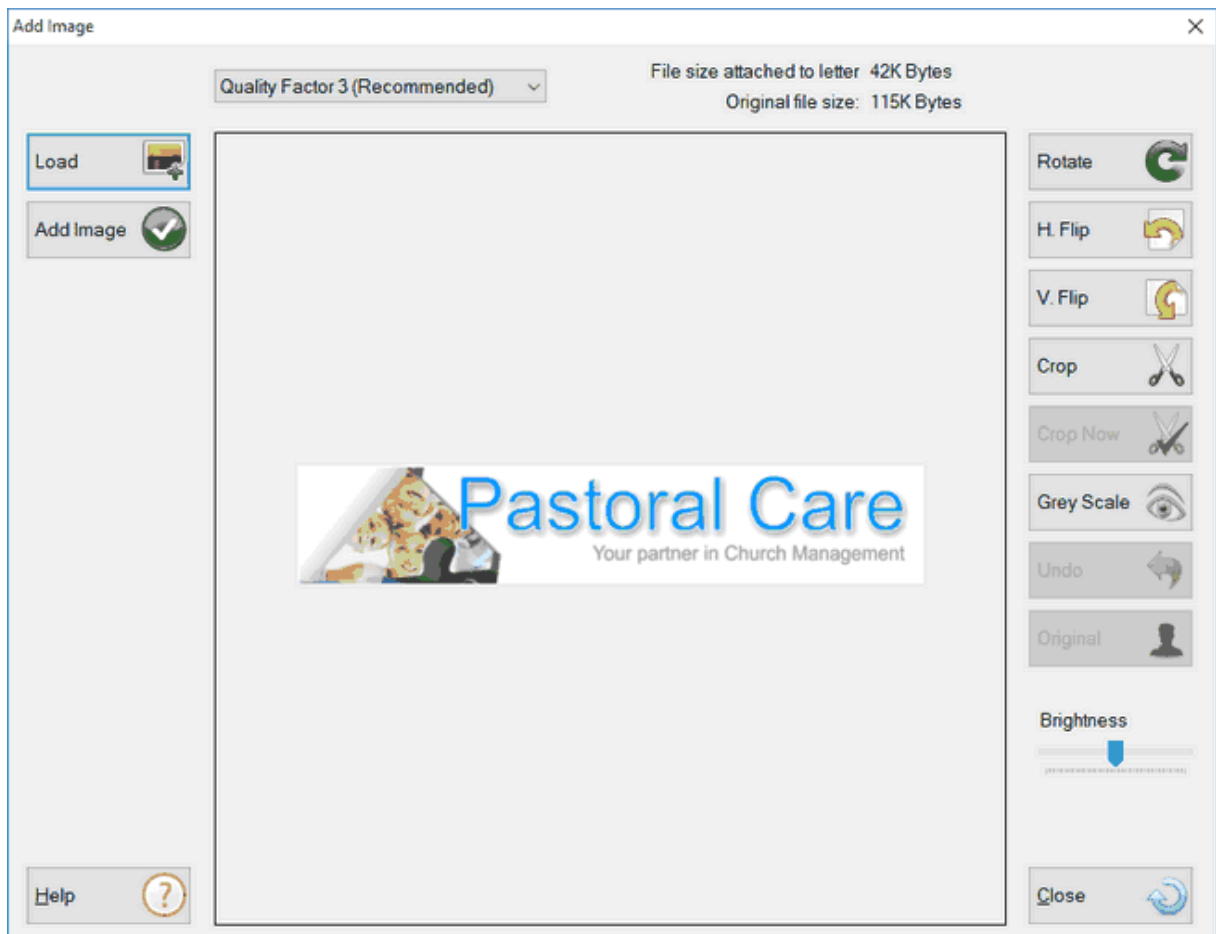 Add Image
Quality Factor 3 (Recommended)
File size attached to letter 42K Bytes
Original file size: 115K Bytes
Load
Add Image
Pastoral Care
Your partner in Church Management
Rotate
H. Flip
V. Flip
Crop
Crop Now
Grey Scale
Undo
Original
Brightness
Help
?
Close